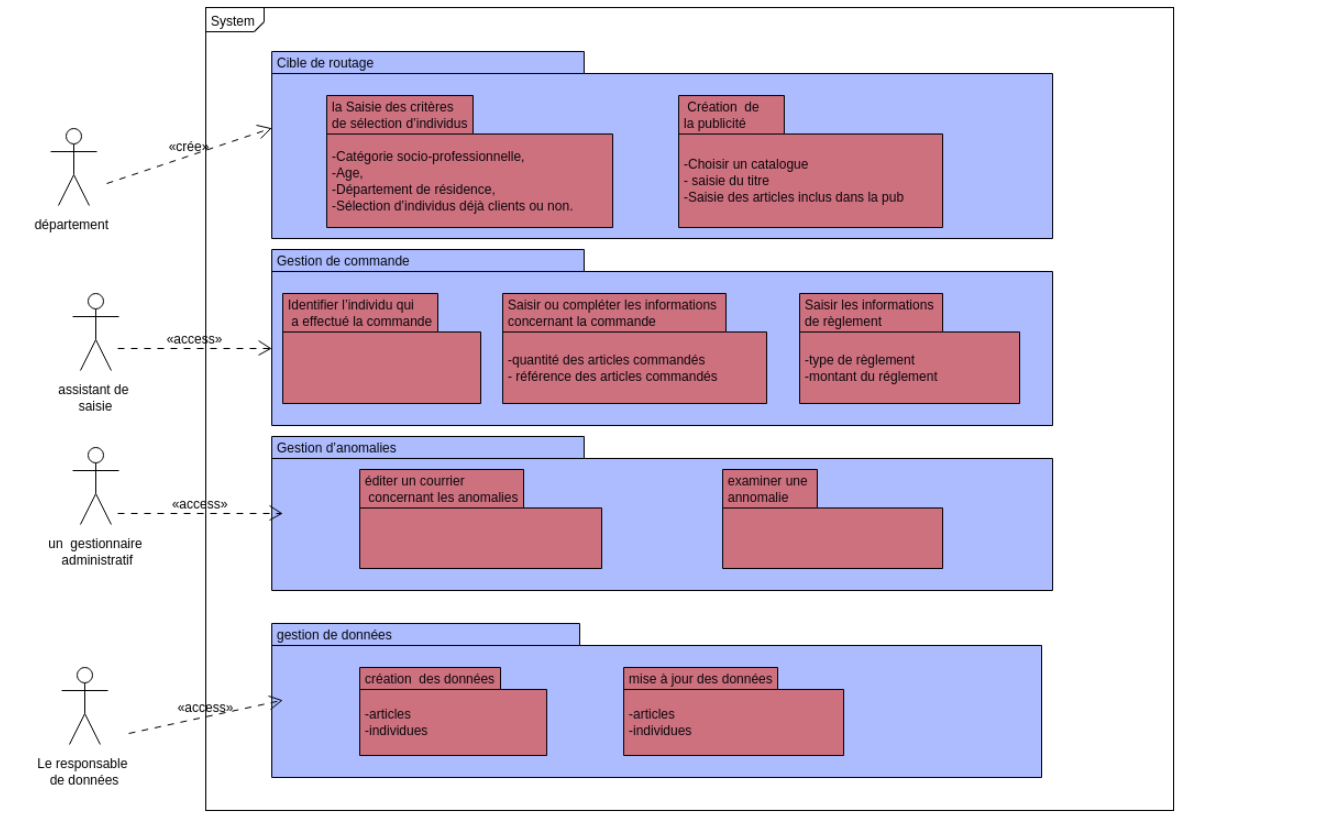 System
Cible de routage
la Saisie des critères
de sélection d'individus
-Catégorie socio-professionnelle,
-Age,
-Département de résidence,
-Sélection d'individus déjà clients ou non.
Création de
la publicité
-Choisir un catalogue
- saisie du titre
-Saisie des articles inclus dans la pub
«crée»
département
Gestion de commande
Identifier l'individu qui
a effectué la commande
Saisir ou compléter les informations
concernant la commande
-quantité des articles commandés
- référence des articles commandés
Saisir les informations
de règlement
-type de règlement
-montant du réglement
«access»
assistant de
saisie
Gestion d'anomalies
éditer un courrier
concernant les anomalies
examiner une
annomalie
«access»
un gestionnaire
administratif
gestion de données
création des données
-articles
-individues
mise à jour des données
-articles
-individues
«access»
Le responsable
de données